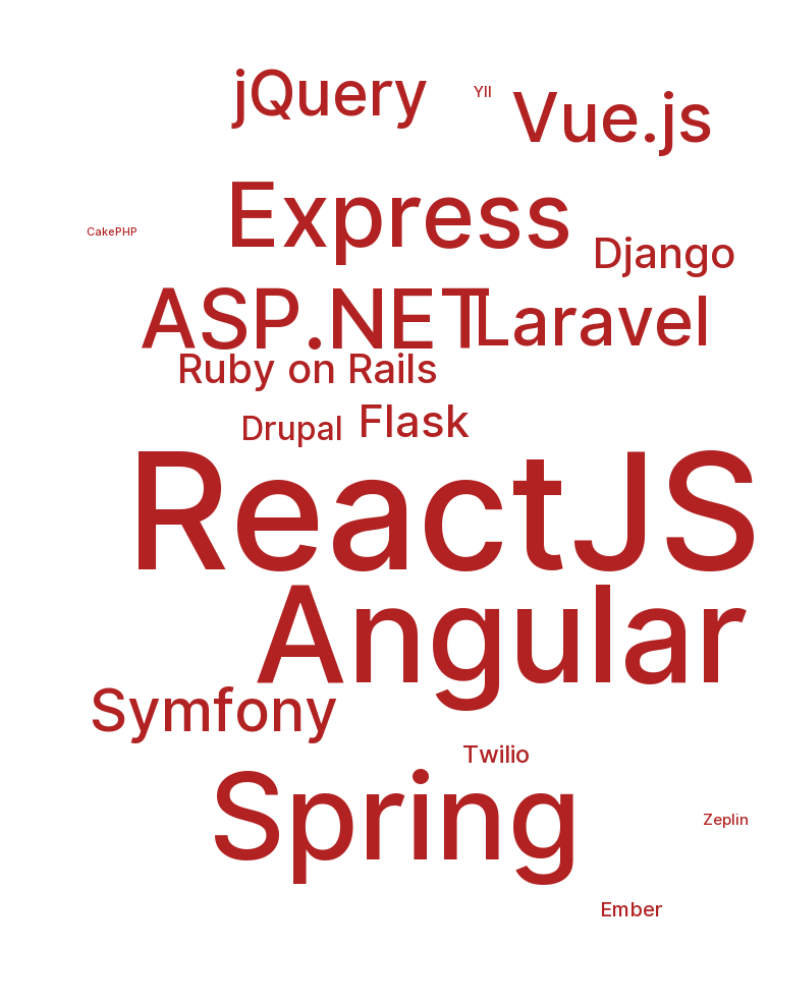 jQuery
YII
Vue.js
Express
CakePHP
Django
ASP.NET
Laravel
Ruby on Rails
Drupal
Flask
ReactJS
Angular
Symfony
Twilio
Spring
Zeplin
Ember